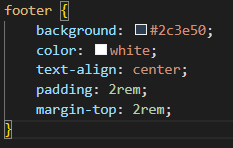 footer {
    background: #2c3e50;
    color: white;
    text-align: center;
    padding: 2rem;
    margin-top: 2rem;
}